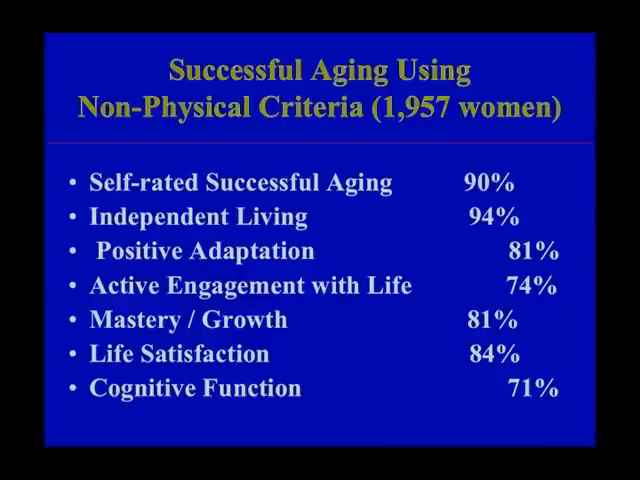 Successful Aging Using
Non-Physical Criteria (1,957 women)
• Self-rated Successful Aging 90%
• Independent Living 94%
• Positive Adaptation 81%
• Active Engagement with Life 74%
• Mastery / Growth 81%
• Life Satisfaction 84%
• Cognitive Function 71%